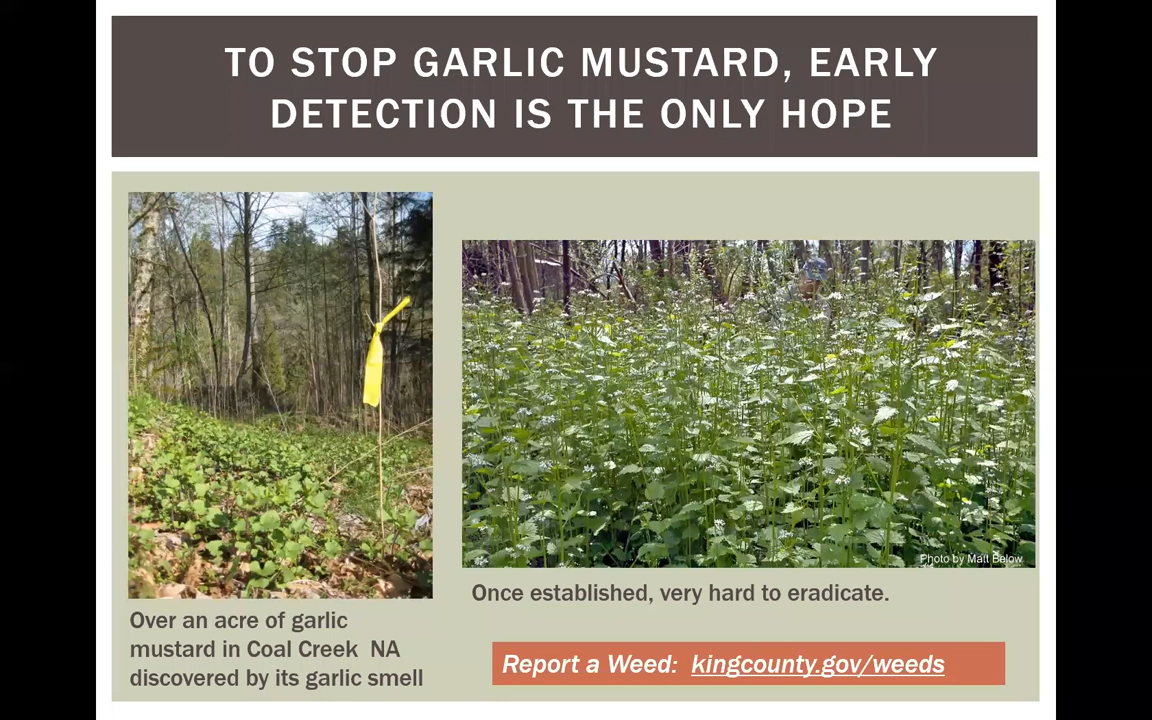 TO STOP GARLIC MUSTARD, EARLY
DETECTION IS THE ONLY HOPE
Photo by Matt Below
Once established, very hard to eradicate.
Over an acre of garlic
mustard in Coal Creek NA
discovered by its garlic smell
Report a Weed: kingcounty.gov/weeds